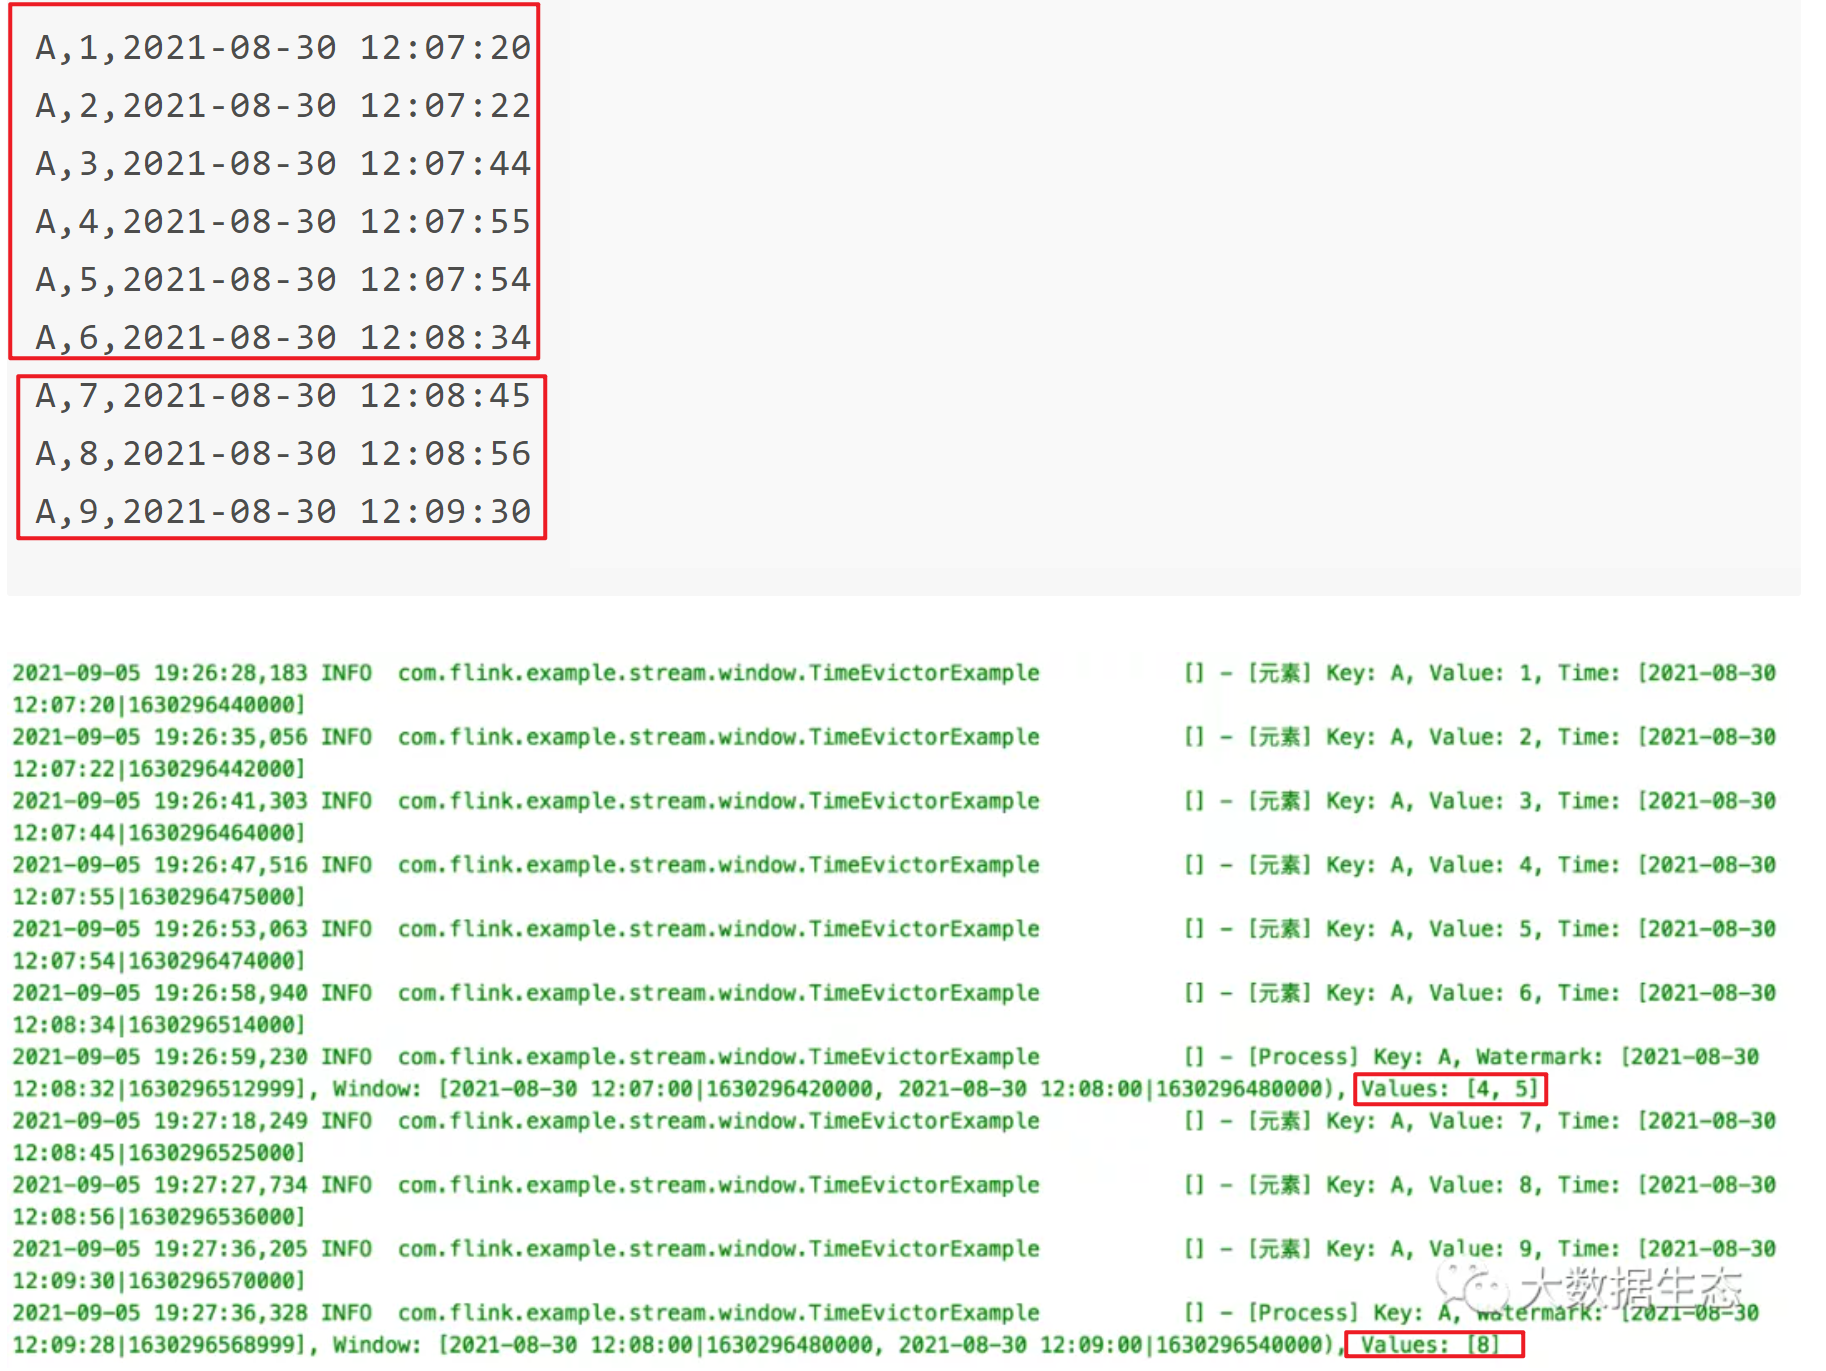 A,1,2021-08-30 12:07:20
A,2,2021-08-30 12:07:22
A,3,2021-08-30 12:07:44
A,4,2021-08-30 12:07:55
A,5,2021-08-30 12:07:54
A,6,2021-08-30 12:08:34
A,7,2021-08-30 12:08:45
A,8,2021-08-30 12:08:56
A,9,2021-08-30 12:09:30
2021-09-05 19:26:28,183 INFO com.flink.example.stream.window.TimeEvictorExample [] - [元素] Key: A, Value: 1, Time: [2021-08-30
12:07:20|1630296440000]
2021-09-05 19:26:35,056 INFO com.flink.example.stream.window.TimeEvictorExample [] - [元素] Key: A, Value: 2, Time: [2021-08-30
12:07:22|1630296442000]
2021-09-05 19:26:41,303 INFO com.flink.example.stream.window.TimeEvictorExample [] - [元素] Key: A, Value: 3, Time: [2021-08-30
12:07:44|1630296464000]
2021-09-05 19:26:47,516 INFO com.flink.example.stream.window.TimeEvictorExample [] - [元素] Key: A, Value: 4, Time: [2021-08-30
12:07:55|1630296475000]
2021-09-05 19:26:53,063 INFO com.flink.example.stream.window.TimeEvictorExample [] - [元素] Key: A, Value: 5, Time: [2021-08-30
12:07:54|1630296474000]
2021-09-05 19:26:58,940 INFO com.flink.example.stream.window.TimeEvictorExample [] - [元素] Key: A, Value: 6, Time: [2021-08-30
12:08:34|1630296514000]
2021-09-05 19:26:59,230 INFO com.flink.example.stream.window.TimeEvictorExample [] - [Process] Key: A, Watermark: [2021-08-30
12:08:32|1630296512999], Window: [2021-08-30 12:07:00|1630296420000, 2021-08-30 12:08:00|1630296480000), Values: [4, 5]
2021-09-05 19:27:18,249 INFO com.flink.example.stream.window.TimeEvictorExample [] - [元素] Key: A, Value: 7, Time: [2021-08-30
12:08:45|1630296525000]
2021-09-05 19:27:27,734 INFO com.flink.example.stream.window.TimeEvictorExample [] - [元素] Key: A, Value: 8, Time: [2021-08-30
12:08:56|1630296536000]
2021-09-05 19:27:36,205 INFO com.flink.example.stream.window.TimeEvictorExample [] - [元素] Key: A, Value: 9, Time: [2021-08-30
12:09:30|1630296570000]
大数据生态
2021-09-05 19:27:36,328 INFO com.flink.example.stream.window.TimeEvictorExample [] - [Process] Key: A, Watermark: [2021-08-30
12:09:28|1630296568999], Window: [2021-08-30 12:08:00|1630296480000, 2021-08-30 12:09:00|1630296540000), Values: [8]